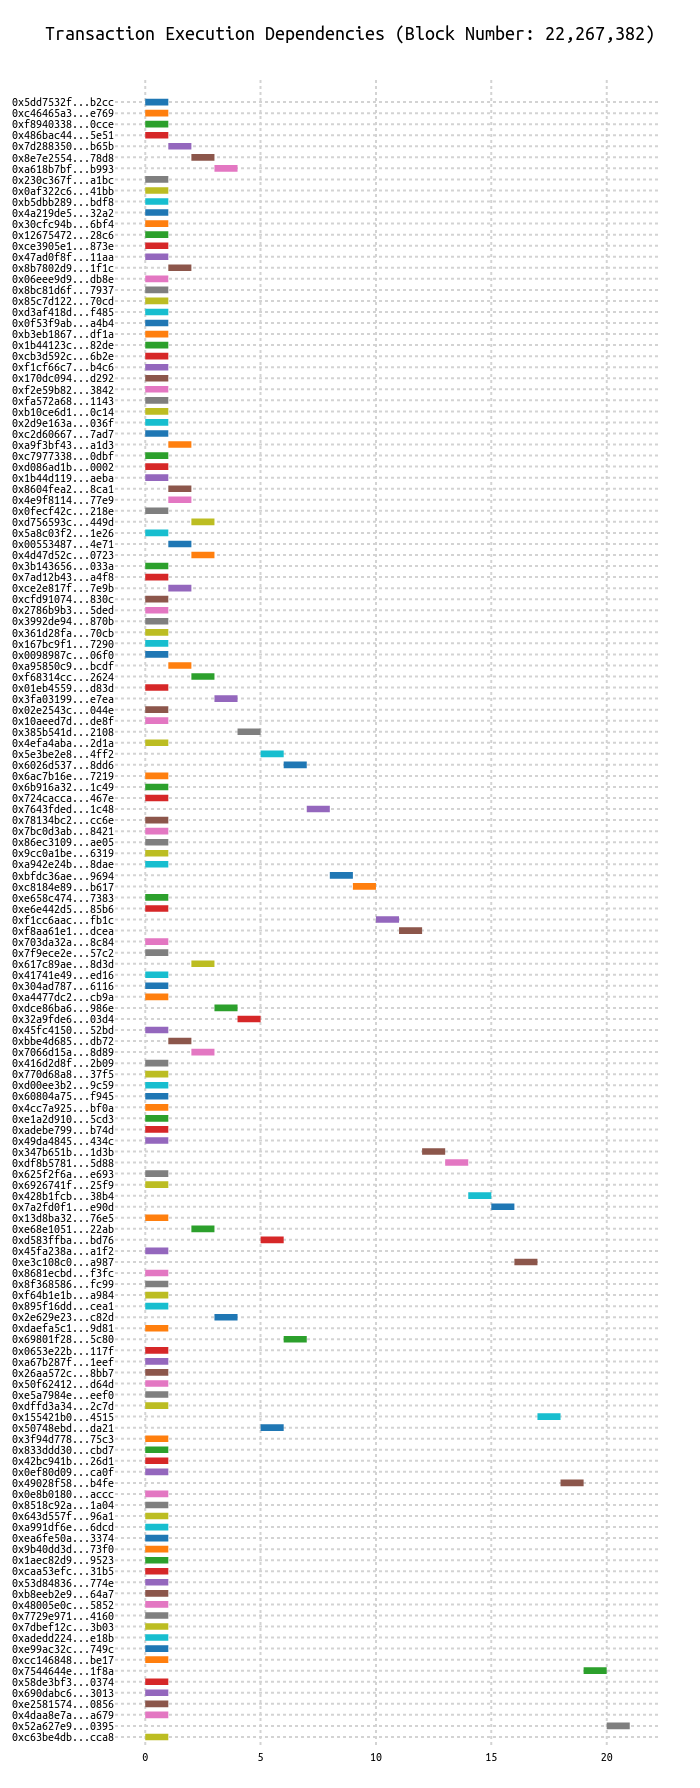 Transaction Execution Dependencies (Block Number: 22,267,382)
0x5dd7532f...b2cc
0xc46465a3...e769
0xf8940338...0cce
0x486bac44...5e51
0x7d288350...b65b
0x8e7e2554...78d8
0xa618b7bf...b993
0x230c367f...a1bc
0x0af322c6...41bb
0xb5dbb289...bdf8
0x4a219de5...32a2
0x30cfc94b...6bf4
0x12675472...28c6
0xce3905e1...873e
0x47ad0f8f...11aa
0x8b7802d9...1f1c
0x06eee9d9...db8e
0x8bc81d6f...7937
0x85c7d122...70cd
0xd3af418d...f485
0x0f53f9ab...a4b4
0xb3eb1867...df1a
0x1b44123c...82de
0xcb3d592c...6b2e
0xf1cf66c7...b4c6
0x170dc094...d292
0xf2e59b82...3842
0xfa572a68...1143
0xb10ce6d1...0c14
0x2d9e163a...036f
0xc2d60667...7ad7
0xa9f3bf43...a1d3
0xc7977338...0dbf
0xd086ad1b...0002
0x1b44d119...aeba
0x8604fea2...8ca1
0x4e9f8114...77e9
0x0fecf42c...218e
0xd756593c...449d
0x5a8c03f2...1e26
0x00553487...4e71
0x4d47d52c...0723
0x3b143656...033a
0x7ad12b43...a4f8
0xce2e817f...7e9b
0xcfd91074...830c
0x2786b9b3...5ded
0x3992de94...870b
0x361d28fa...70cb
0x167bc9f1...7290
0x0098987c...06f0
0xa95850c9...bcdf
0xf68314cc...2624
0x01eb4559...d83d
0x3fa03199...e7ea
0x02e2543c...044e
0x10aeed7d...de8f
0x385b541d...2108
0x4efa4aba...2d1a
0x5e3be2e8...4ff2
0x6026d537...8dd6
0x6ac7b16e...7219
0x6b916a32...1c49
0x724cacca...467e
0x7643fded...1c48
0x78134bc2...cc6e
0x7bc0d3ab...8421
0x86ec3109...ae05
0x9cc0a1be...6319
0xa942e24b...8dae
0xbfdc36ae...9694
0xc8184e89...b617
0xe658c474...7383
0xe6e442d5...85b6
0xf1cc6aac...fb1c
0xf8aa61e1...dcea
0x703da32a...8c84
0x7f9ece2e...57c2
0x617c89ae...8d3d
0x41741e49...ed16
0x304ad787...6116
0xa4477dc2...cb9a
0xdce86ba6...986e
0x32a9fde6...03d4
0x45fc4150...52bd
0xbbe4d685...db72
0x7066d15a...8d89
0x416d2d8f...2b09
0x770d68a8...37f5
0xd00ee3b2...9c59
0x60804a75...f945
0x4cc7a925...bf0a
0xe1a2d910...5cd3
0xadebe799...b74d
0x49da4845...434c
0x347b651b...1d3b
0xdf8b5781...5d88
0x625f2f6a...e693
0x6926741f...25f9
0x428b1fcb...38b4
0x7a2fd0f1...e90d
0x13d8ba32...76e5
0xe68e1051...22ab
0xd583ffba...bd76
0x45fa238a...a1f2
0xe3c108c0...a987
0x8681ecbd...f3fc
0x8f368586...fc99
0xf64b1e1b...a984
0x895f16dd...cea1
0x2e629e23...c82d
0xdaefa5c1...9d81
0x69801f28...5c80
0x0653e22b...117f
0xa67b287f...1eef
0x26aa572c...8bb7
0x50f62412...d64d
0xe5a7984e...eef0
0xdffd3a34...2c7d
0x155421b0...4515
0x50748ebd...da21
0x3f94d778...75c3
0x833ddd30...cbd7
0x42bc941b...26d1
0x0ef80d09...ca0f
0x49028f58...b4fe
0x0e8b0180...accc
0x8518c92a...1a04
0x643d557f...96a1
0xa991df6e...6dcd
0xea6fe50a...3374
0x9b40dd3d...73f0
0x1aec82d9...9523
0xcaa53efc...31b5
0x53d84836...774e
0xb8eeb2e9...64a7
0x48005e0c...5852
0x7729e971...4160
0x7dbef12c...3b03
0xadedd224...e18b
0xe99ac32c...749c
0xcc146848...be17
0x7544644e...1f8a
0x58de3bf3...0374
0x690dabc6...3013
0xe2581574...0856
0x4daa8e7a...a679
0x52a627e9...0395
0xc63be4db...cca8
0 5 10 15 20